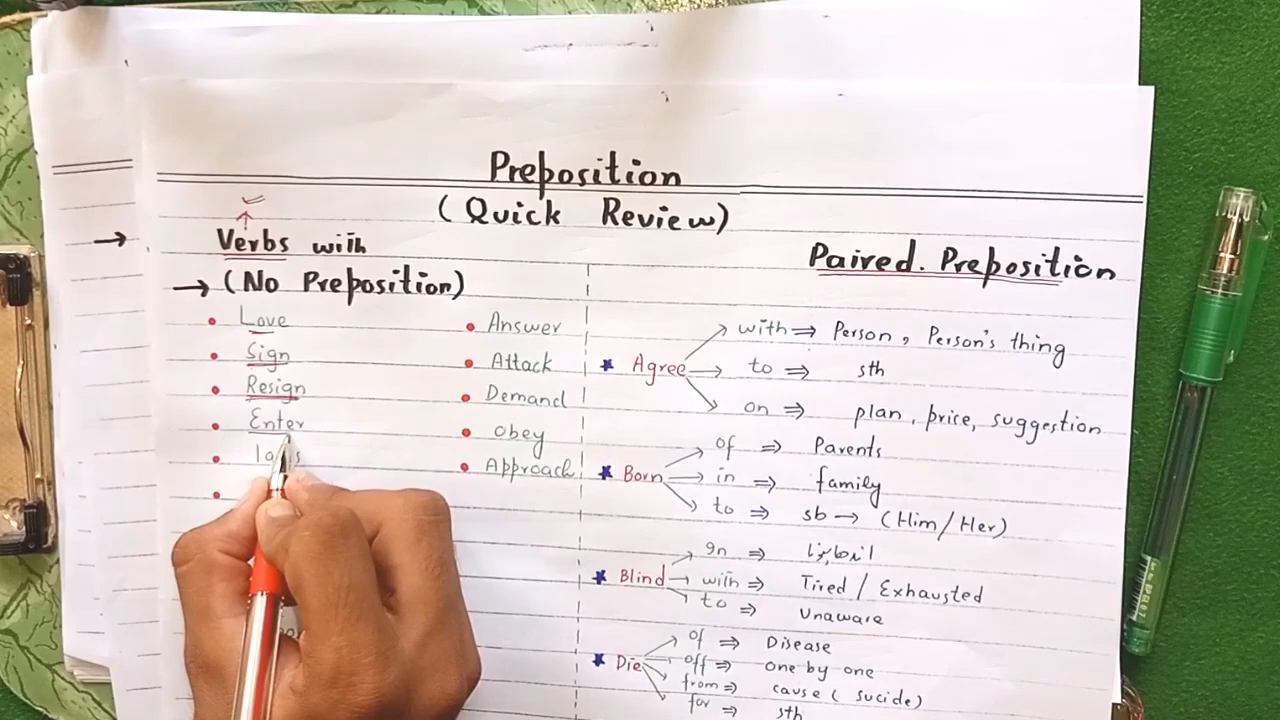 Preposition
(Quick Review)
→ Verbs with
→ (No Preposition)
• Love
• Sign
• Resign
• Enter
•
•
• Answer
• Attack
• Demand
• Obey
• Approach
Paired. Preposition
★ Agree
→ with ⇒ Person, Person's thing
→ to ⇒ sth
→ on ⇒ plan, price, suggestion
★ Born
→ of ⇒ Parents
→ in ⇒ family
→ to ⇒ sb → (Him/Her)
★ Blind
→ In ⇒
→ with ⇒ Tired / Exhausted
→ to ⇒ Unaware
★ Die
→ of ⇒ Disease
→ off ⇒ one by one
→ from ⇒ cause (sucide)
→ for ⇒ sth